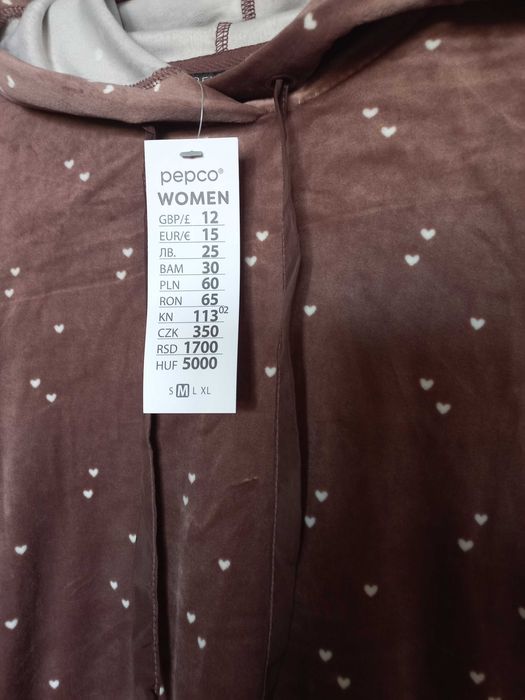 pepco®
WOMEN
GBP/£ 12
EUR/€ 15
ЛВ. 25
BAM 30
PLN 60
RON 65
KN 113⁰²
CZK 350
RSD 1700
HUF 5000
S M L XL